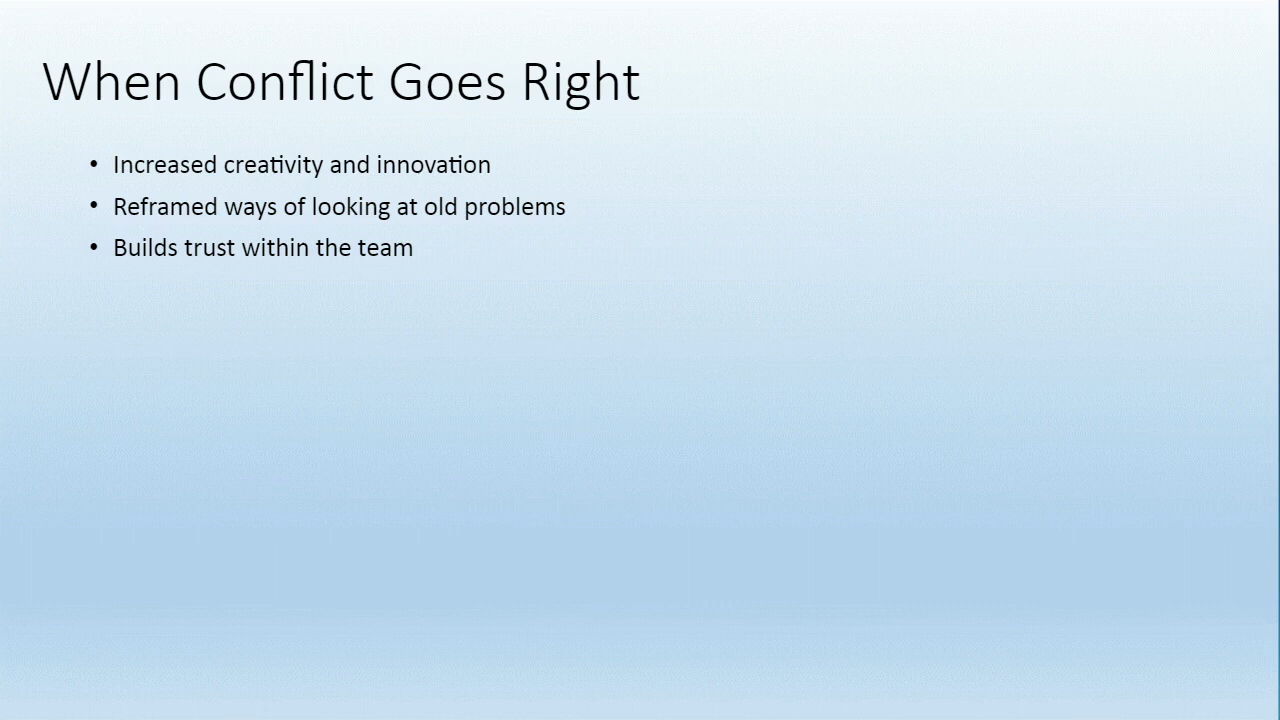 When Conflict Goes Right
• Increased creativity and innovation
• Reframed ways of looking at old problems
• Builds trust within the team